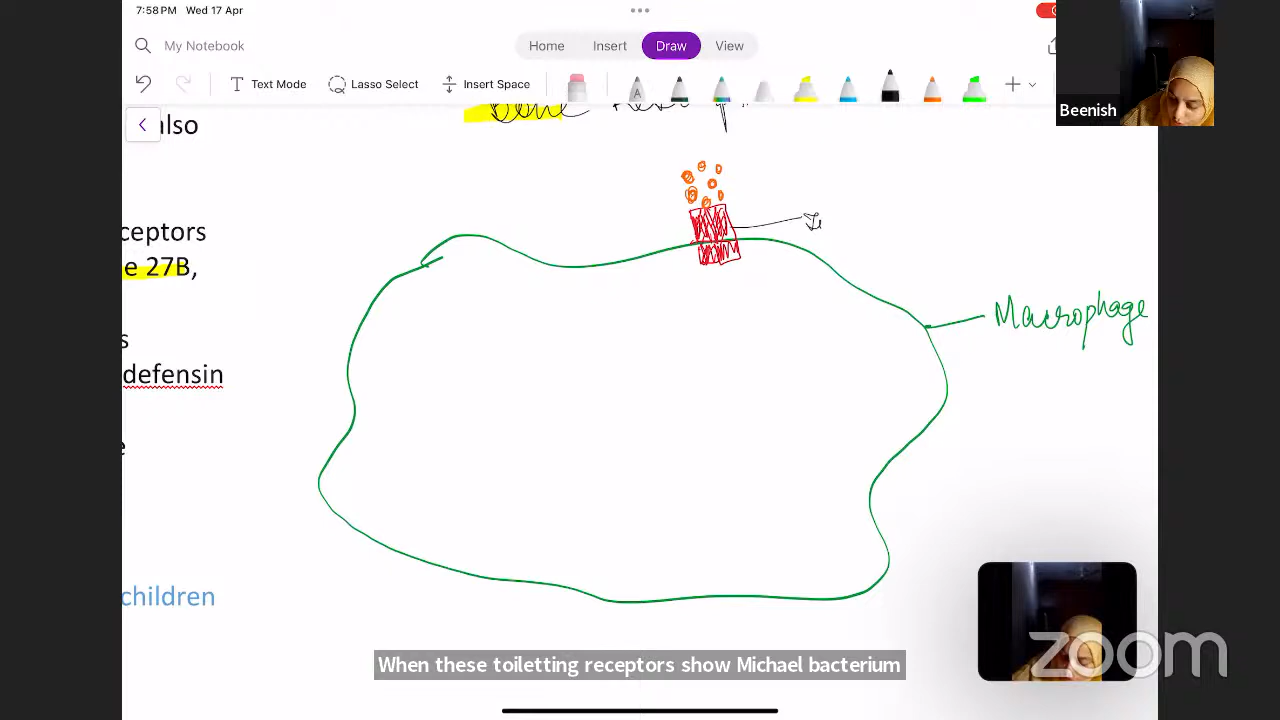 7:58 PM Wed 17 Apr
My Notebook
Home Insert Draw View
Text Mode Lasso Select Insert Space
Beenish
also
ceptors
e 27B,
s
defensin
e
children
Macrophage
When these toiletting receptors show Michael bacterium
zoom